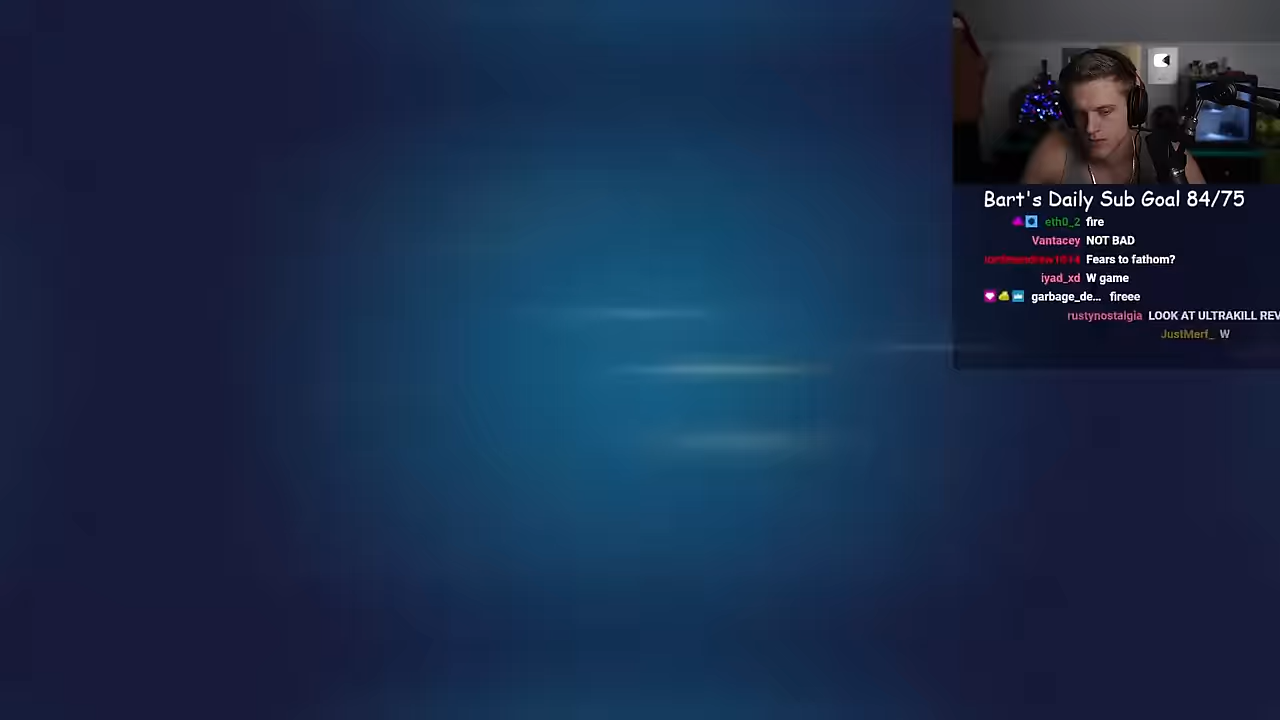 Bart's Daily Sub Goal 84/75
eth0_2 fire
Vantacey NOT BAD
Fears to fathom?
iyad_xd W game
garbage_de... fireee
rustynostalgia LOOK AT ULTRAKILL REV
JustMerf_ W